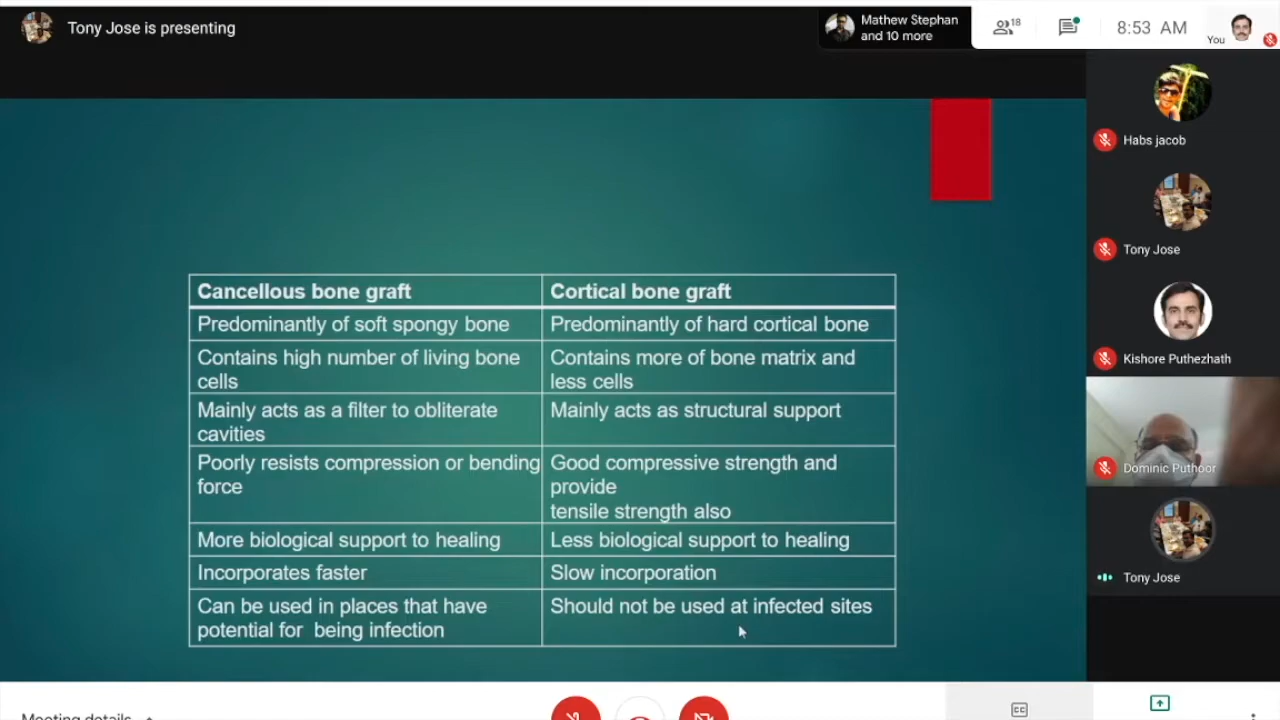 Tony Jose is presenting
Mathew Stephan
and 10 more
18
8:53 AM
You
Habs jacob
Tony Jose
Kishore Puthezhath
Dominic Puthoor
Tony Jose
Cancellous bone graft
Cortical bone graft
Predominantly of soft spongy bone
Predominantly of hard cortical bone
Contains high number of living bone
cells
Contains more of bone matrix and
less cells
Mainly acts as a filter to obliterate
cavities
Mainly acts as structural support
Poorly resists compression or bending
force
Good compressive strength and
provide
tensile strength also
More biological support to healing
Less biological support to healing
Incorporates faster
Slow incorporation
Can be used in places that have
potential for being infection
Should not be used at infected sites
Meeting details
CC